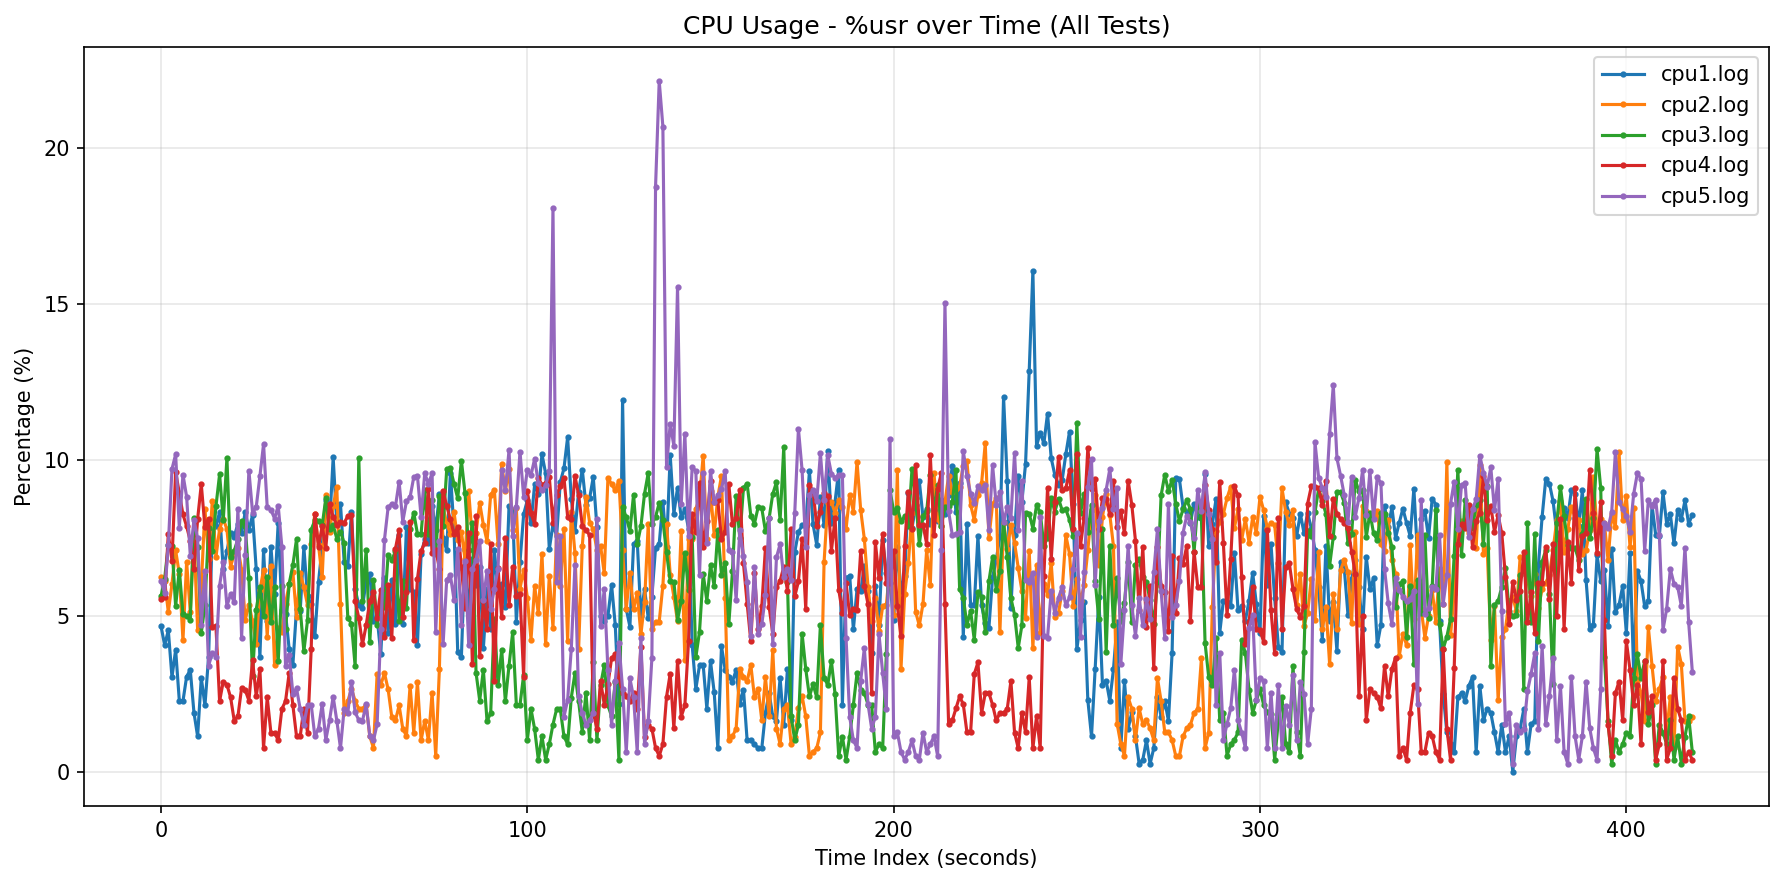 CPU Usage - %usr over Time (All Tests)
Percentage (%)
20
15
10
5
0
0 100 200 300 400
Time Index (seconds)
cpu1.log
cpu2.log
cpu3.log
cpu4.log
cpu5.log